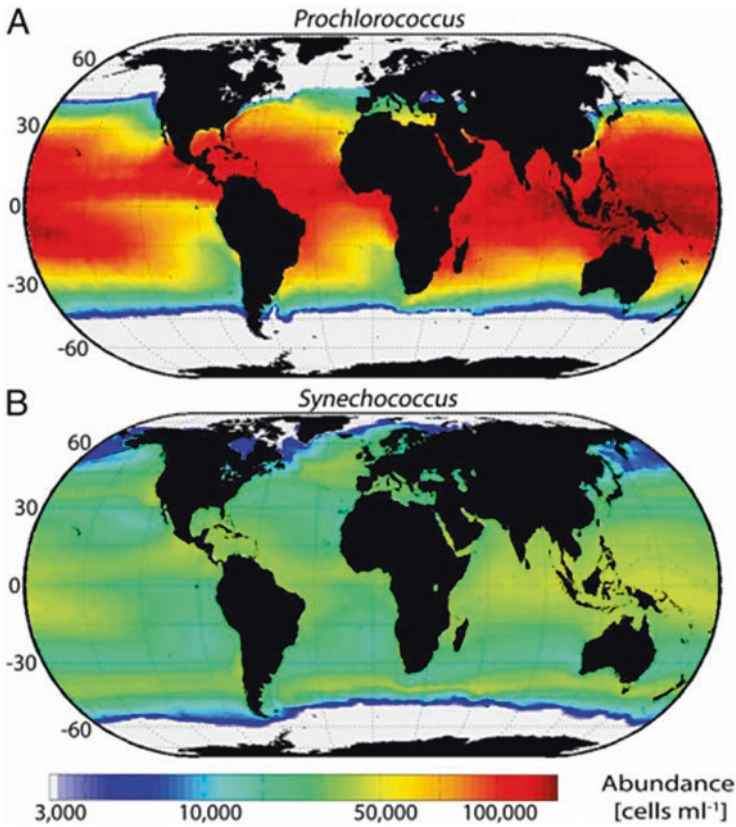 A
Prochlorococcus
60
30
0
-30
-60
B
Synechococcus
60
30
0
-30
-60
3,000 10,000 50,000 100,000
Abundance
[cells ml⁻¹]